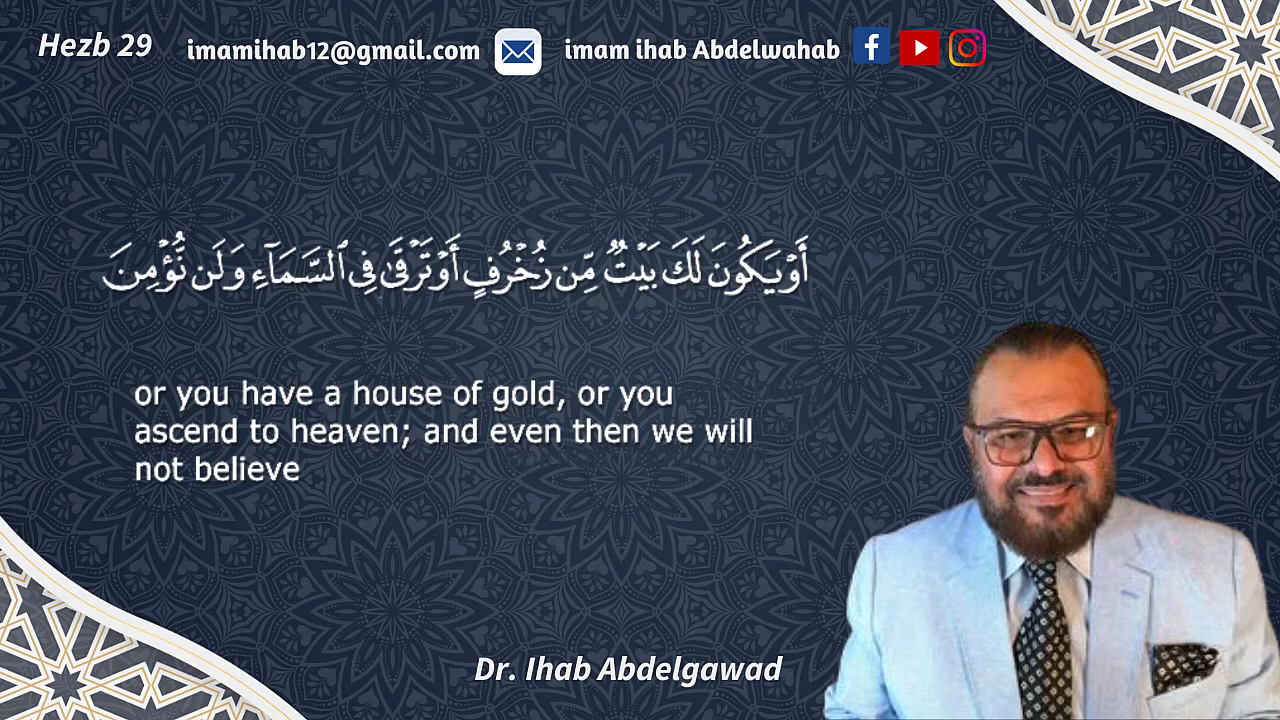 Hezb 29
imamihab12@gmail.com
imam ihab Abdelwahab
أَوْ يَكُونَ لَكَ بَيْتٌ مِّن زُخْرُفٍ أَوْ تَرْقَىٰ فِى ٱلسَّمَآءِ وَلَن نُّؤْمِنَ
or you have a house of gold, or you
ascend to heaven; and even then we will
not believe
Dr. Ihab Abdelgawad